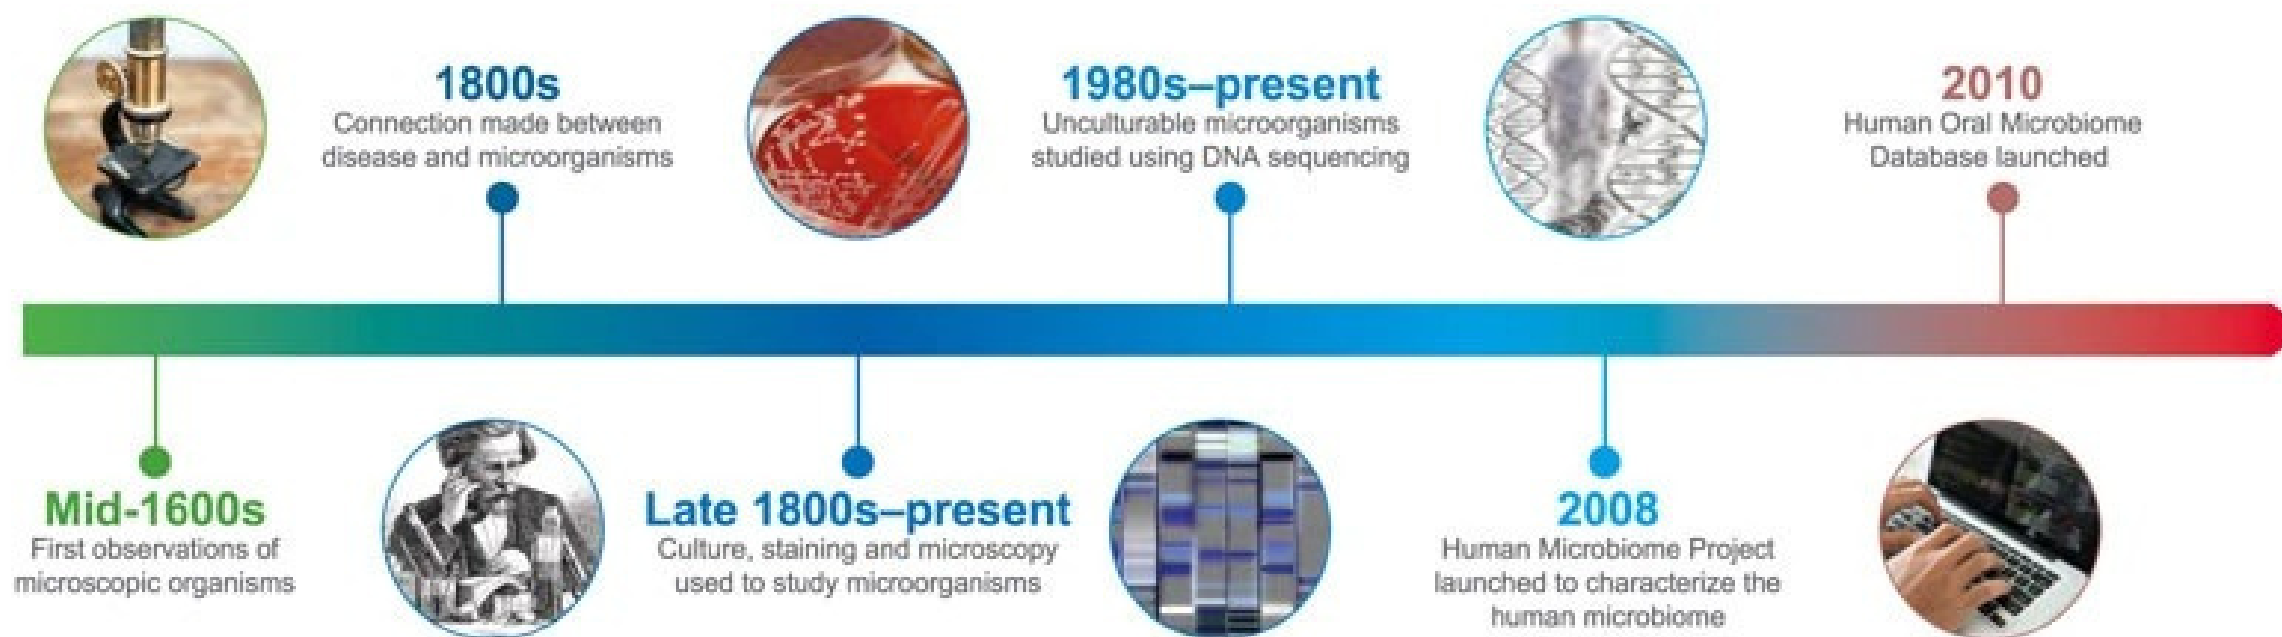 1800s
Connection made between
disease and microorganisms
1980s–present
Unculturable microorganisms
studied using DNA sequencing
2010
Human Oral Microbiome
Database launched
Mid-1600s
First observations of
microscopic organisms
Late 1800s–present
Culture, staining and microscopy
used to study microorganisms
2008
Human Microbiome Project
launched to characterize the
human microbiome